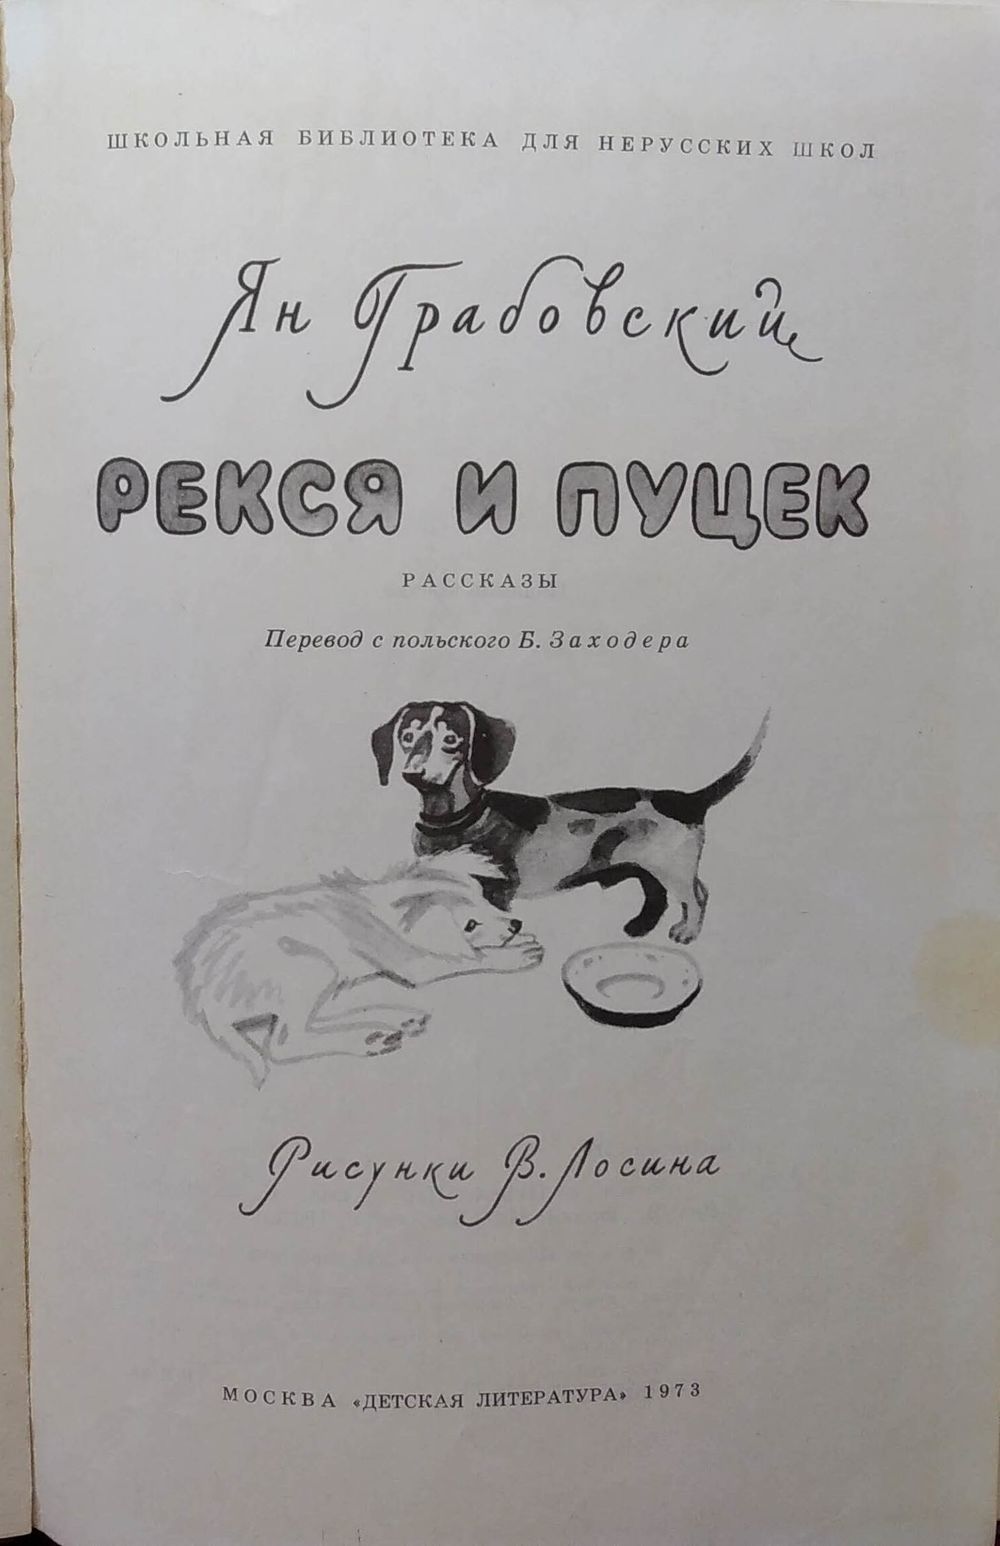 ШКОЛЬНАЯ БИБЛИОТЕКА ДЛЯ НЕРУССКИХ ШКОЛ
Ян Грабовский
РЕКСЯ И ПУЦЕК
РАССКАЗЫ
Перевод с польского Б. Заходера
Рисунки В. Лосина
МОСКВА «ДЕТСКАЯ ЛИТЕРАТУРА» 1973